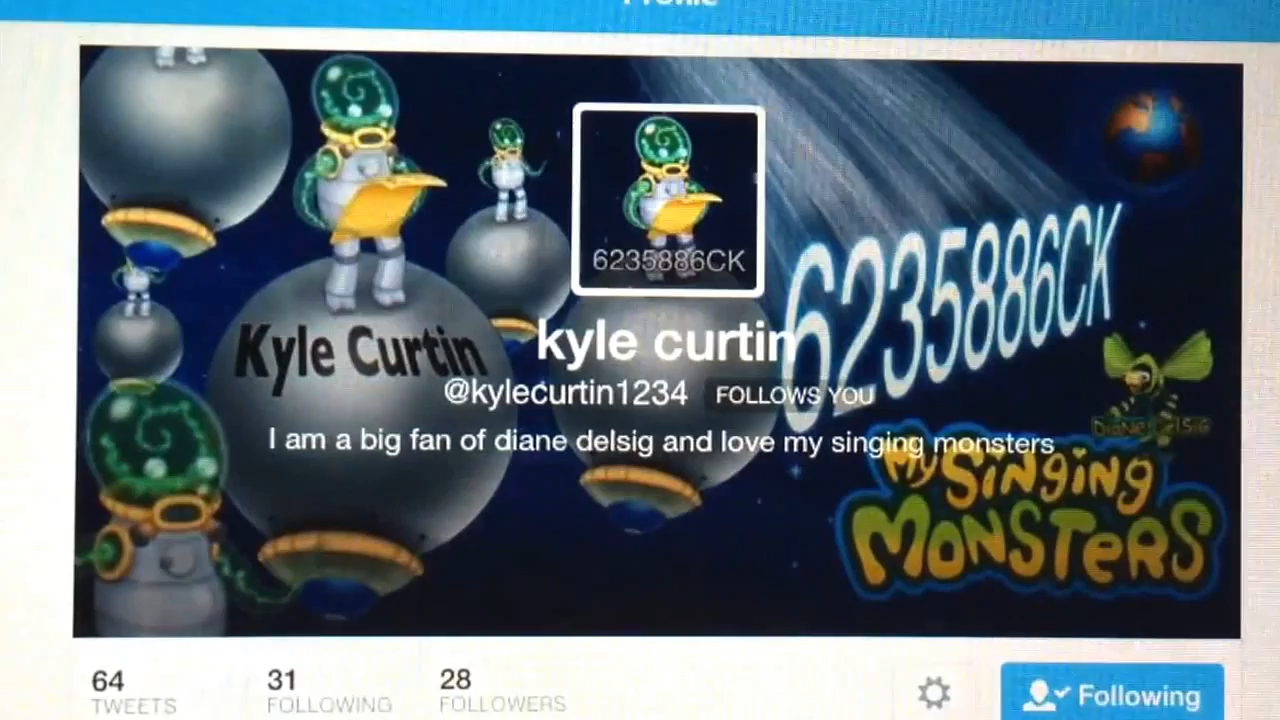 Profile
6235886CK
6235886CK
Kyle Curtin
kyle curtin
@kylecurtin1234 FOLLOWS YOU
I am a big fan of diane delsig and love my singing monsters
Diane Delsig
My Singing
Monsters
64 31 28
TWEETS FOLLOWING FOLLOWERS
Following